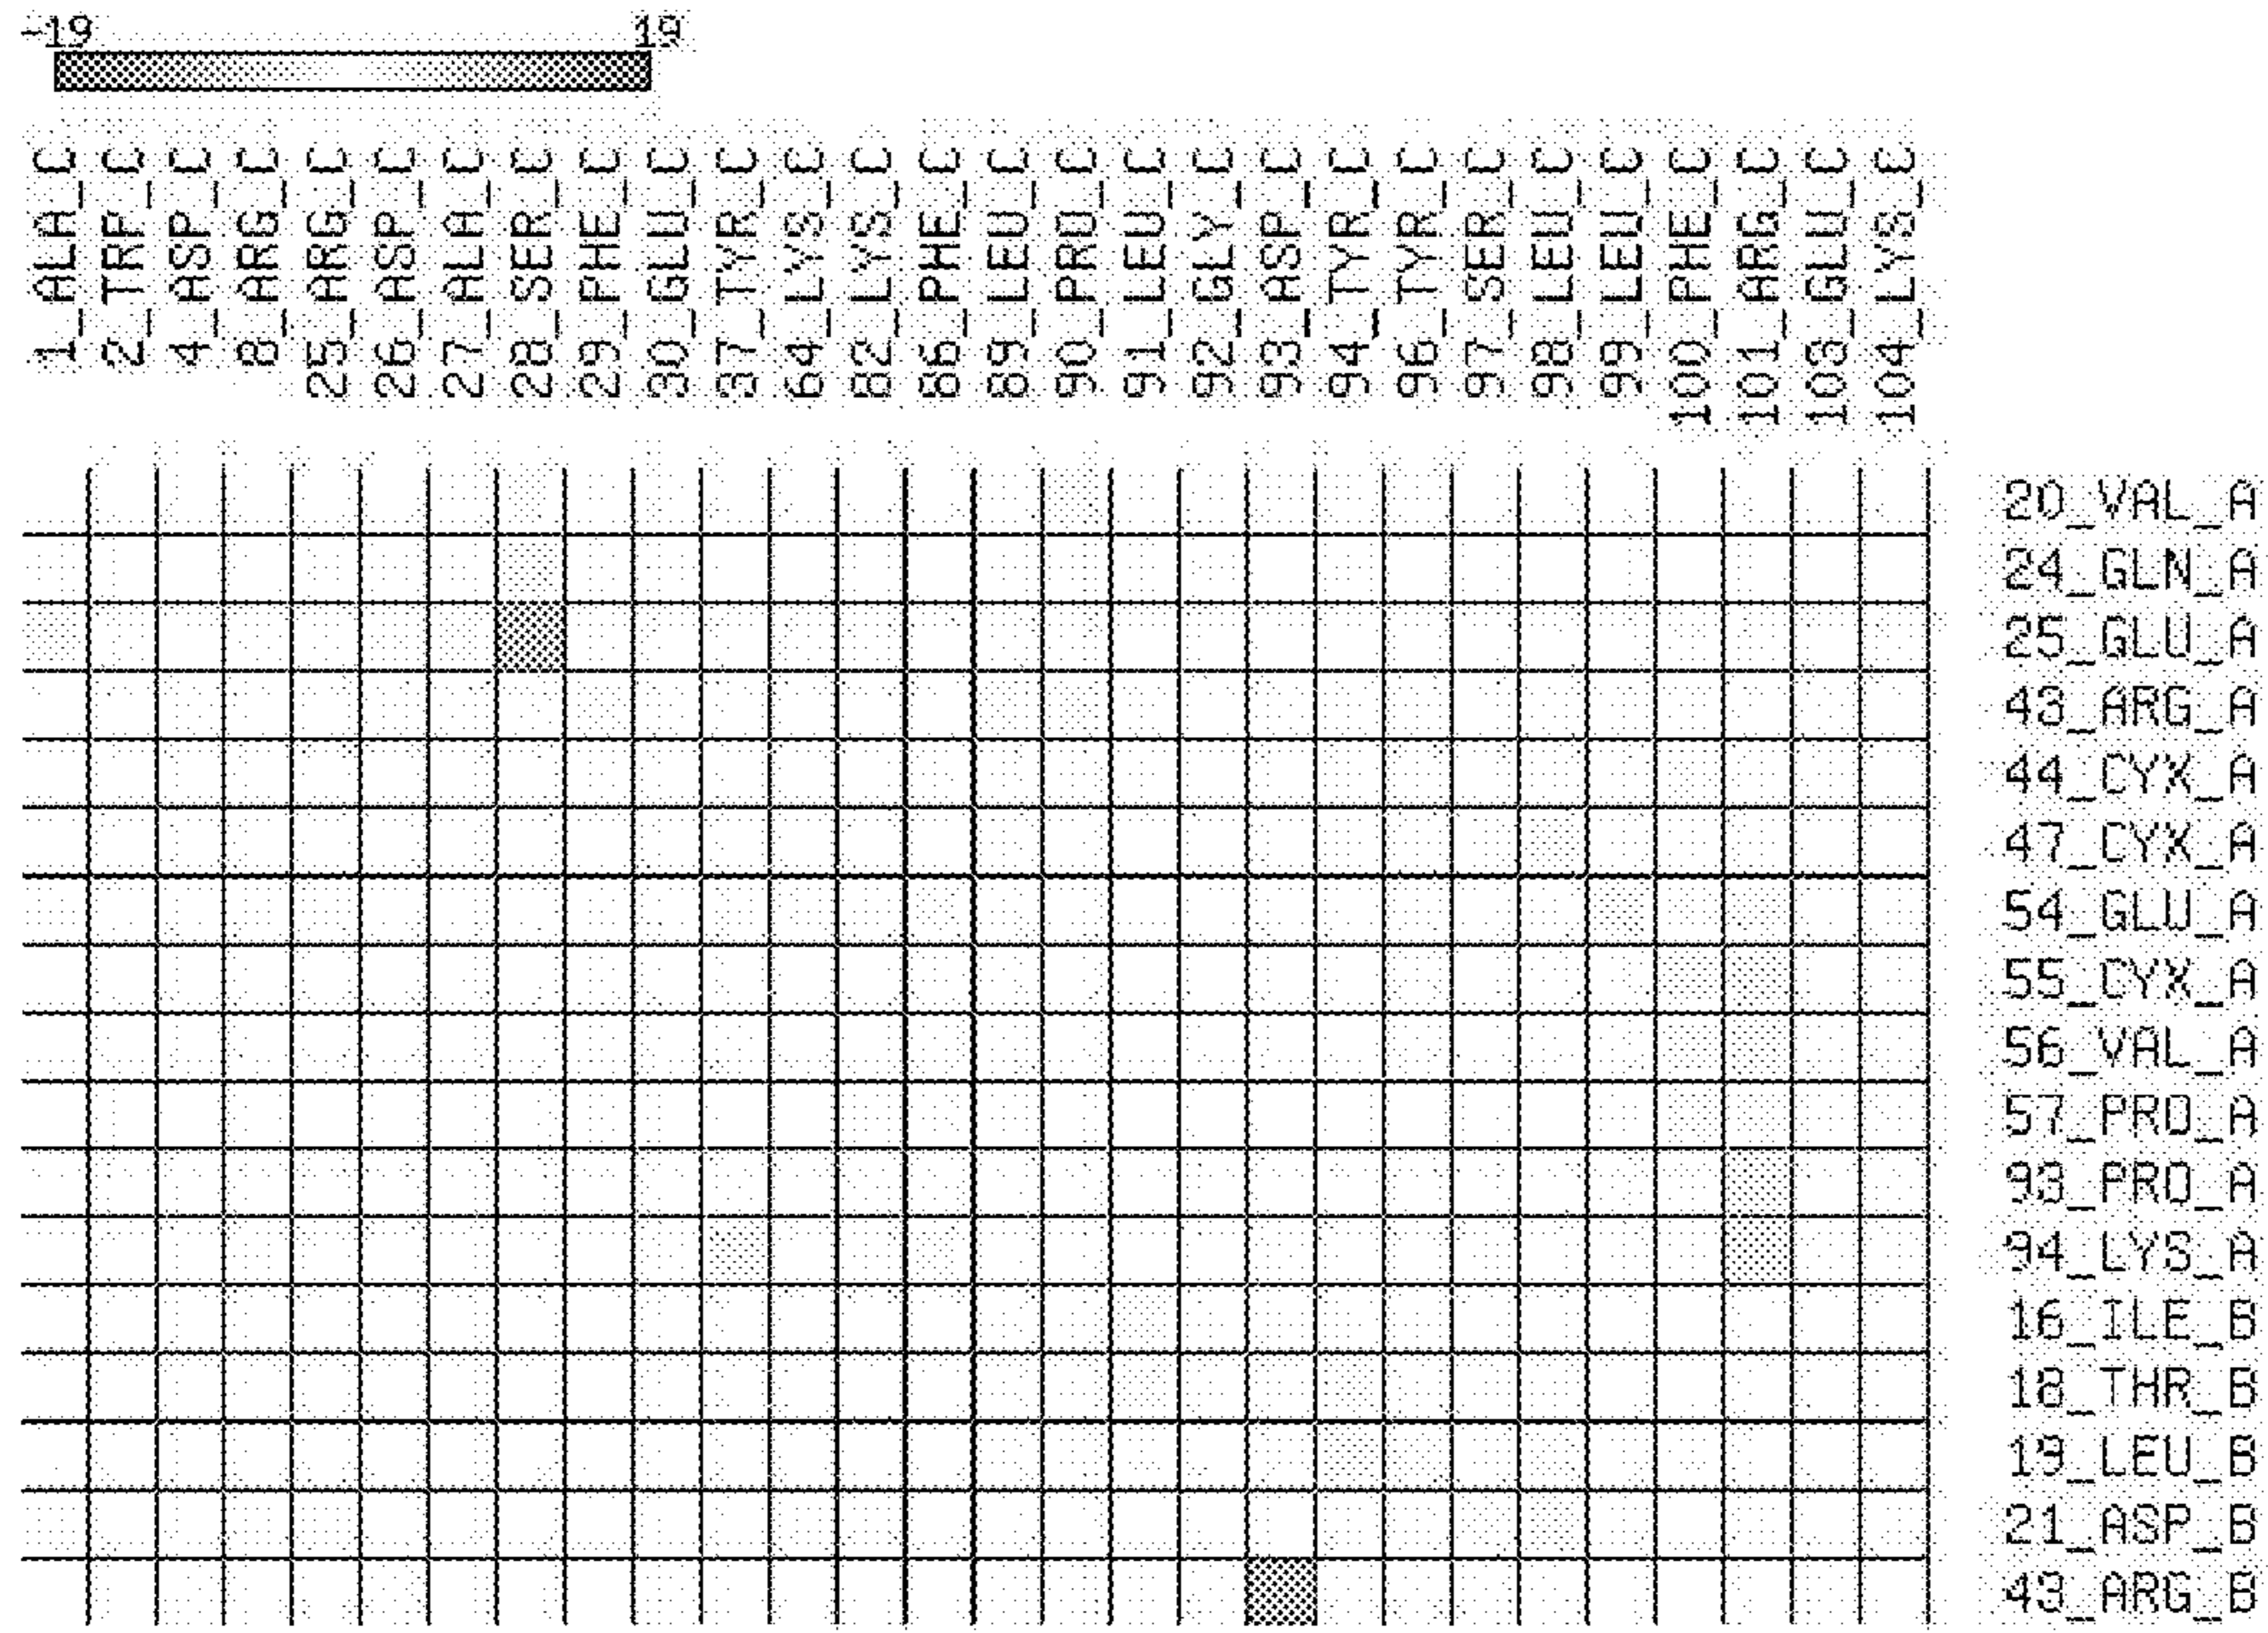 -19 19
1_ALA_C
2_TRP_C
4_ASP_C
8_ARG_C
25_ARG_C
26_ASP_C
27_ALA_C
28_SER_C
29_PHE_C
30_GLU_C
37_TYR_C
64_LYS_C
82_LYS_C
86_PHE_C
89_LEU_C
90_PRO_C
91_LEU_C
92_GLY_C
93_ASP_C
94_TYR_C
96_TYR_C
97_SER_C
98_LEU_C
99_LEU_C
100_PHE_C
101_ARG_C
103_GLU_C
104_LYS_C
20_VAL_A
24_GLN_A
25_GLU_A
43_ARG_A
44_CYX_A
47_CYX_A
54_GLU_A
55_CYX_A
56_VAL_A
57_PRO_A
93_PRO_A
94_LYS_A
16_ILE_B
18_THR_B
19_LEU_B
21_ASP_B
43_ARG_B